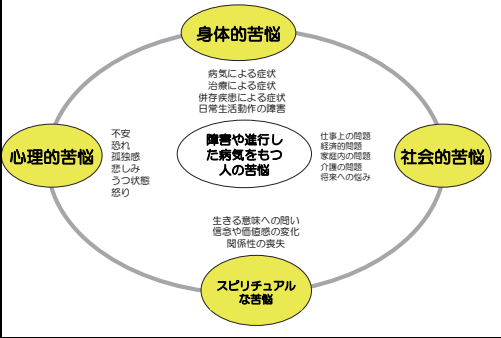 身体的苦悩
病気による症状
治療による症状
併存疾患による症状
日常生活動作の障害
心理的苦悩
不安
恐れ
孤独感
悲しみ
うつ状態
怒り
障害や進行し
た病気をもつ
人の苦悩
仕事上の問題
経済的問題
家庭内の問題
介護の問題
将来への悩み
社会的苦悩
生きる意味への問い
信念や価値感の変化
関係性の喪失
スピリチュアル
な苦悩